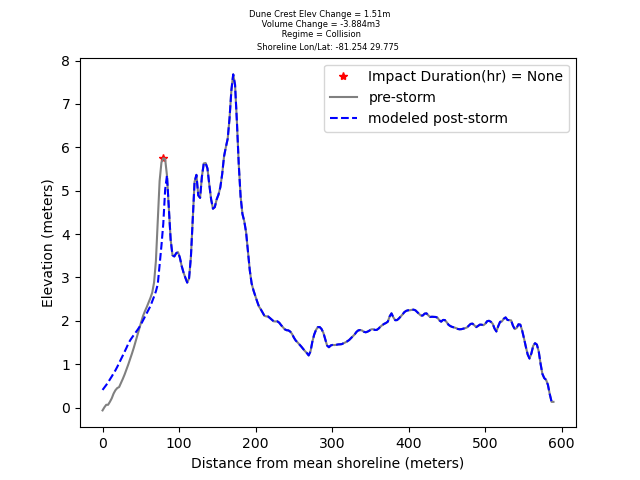 Dune Crest Elev Change = 1.51m
Volume Change = -3.884m3
Regime = Collision
Shoreline Lon/Lat: -81.254 29.775
Impact Duration(hr) = None
pre-storm
modeled post-storm
8
7
6
5
4
3
2
1
0
Elevation (meters)
0 100 200 300 400 500 600
Distance from mean shoreline (meters)